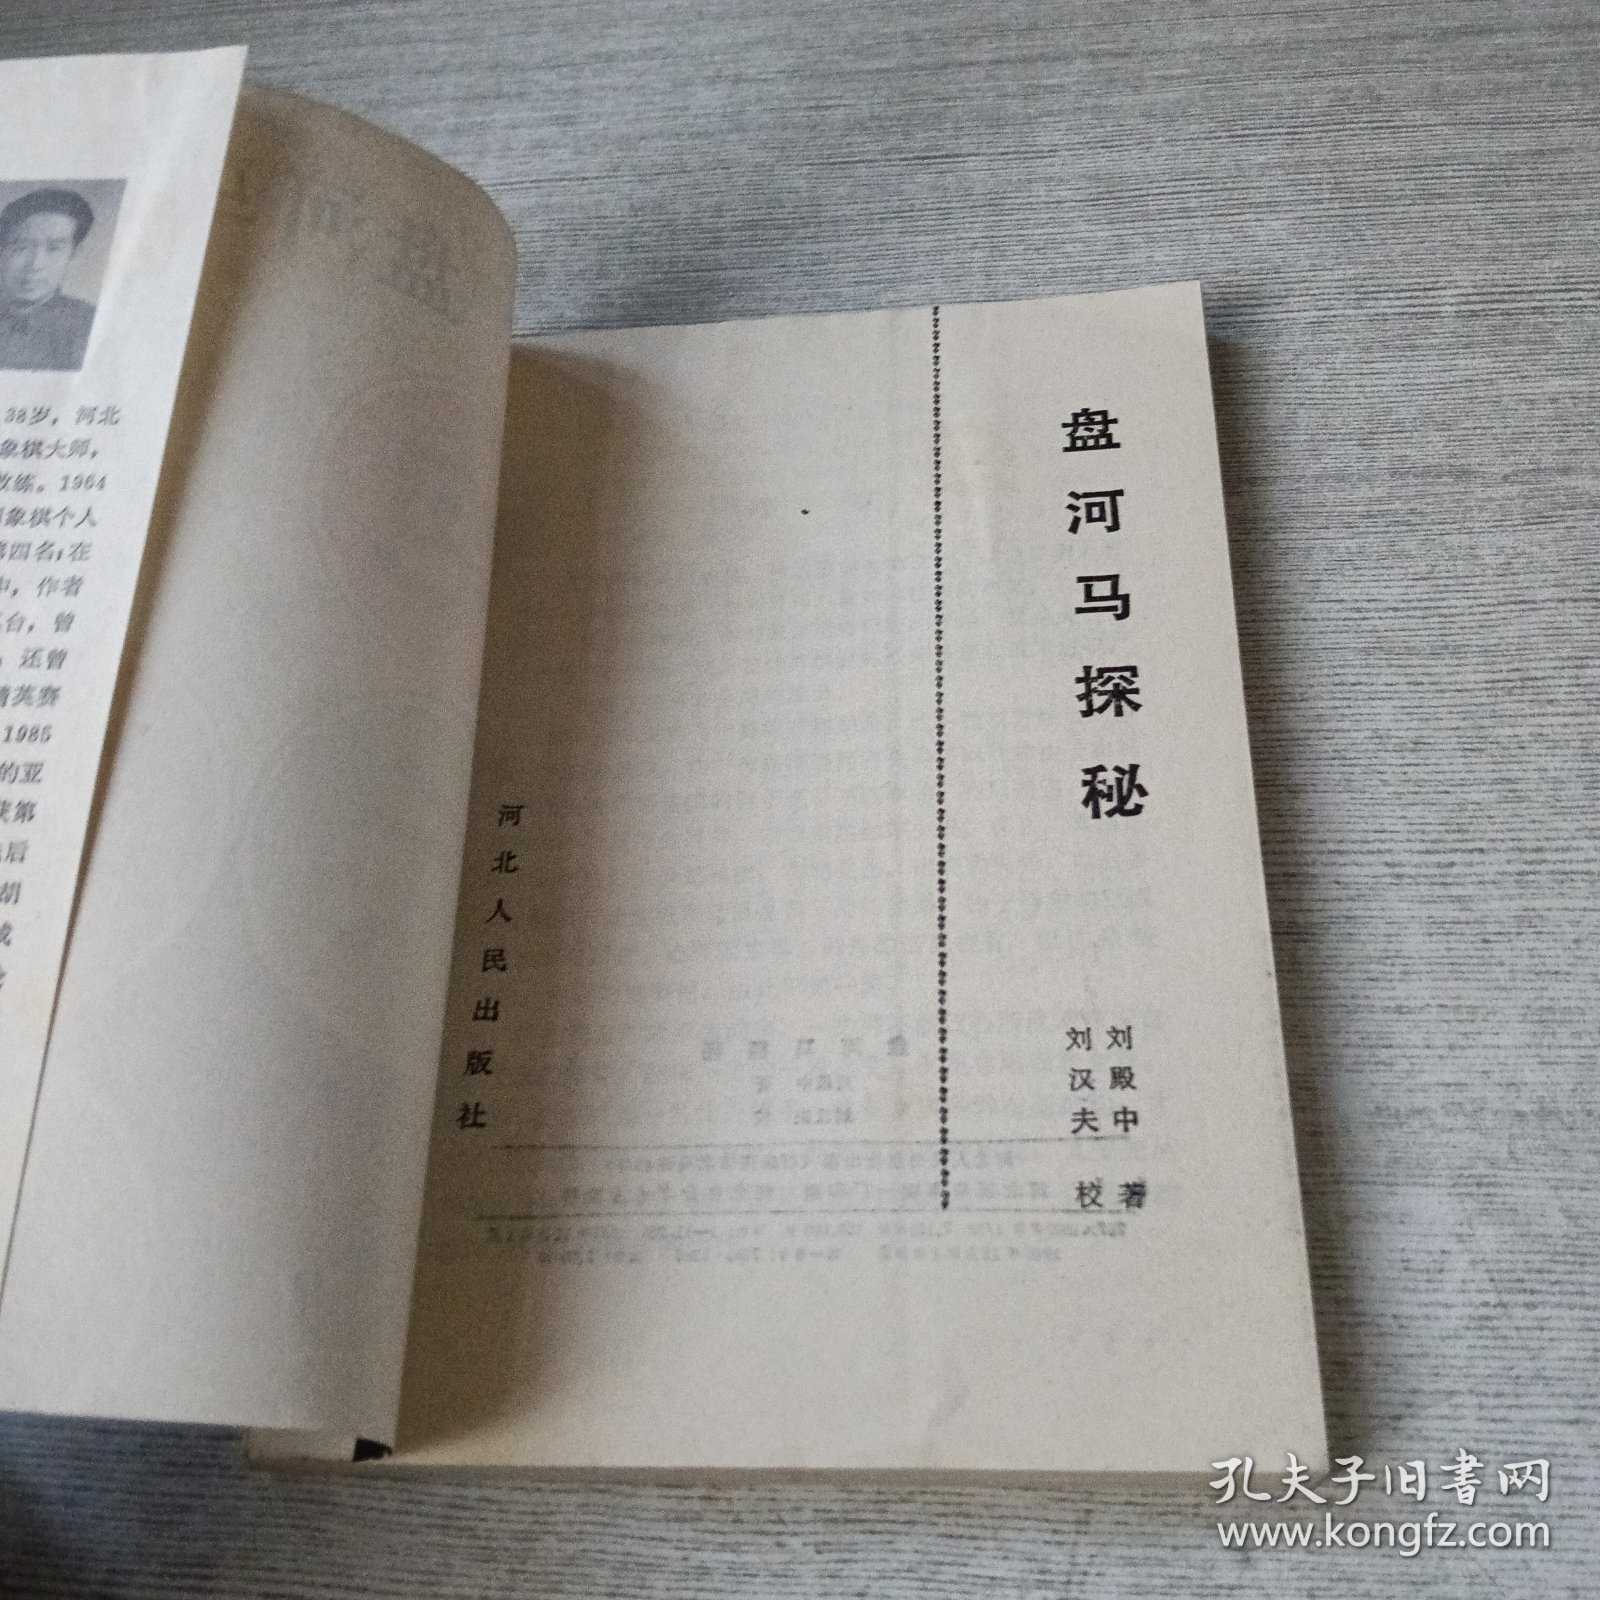 38岁，河北
象棋大师，
教练。1964
象棋个人
第四名；在
中，作者
台，曾
还曾
精英赛
1985
的亚
获第
后
胡
成
盘河马探秘
刘殿中 著
刘汉夫 校
河北人民出版社
孔夫子旧书网
www.kongfz.com